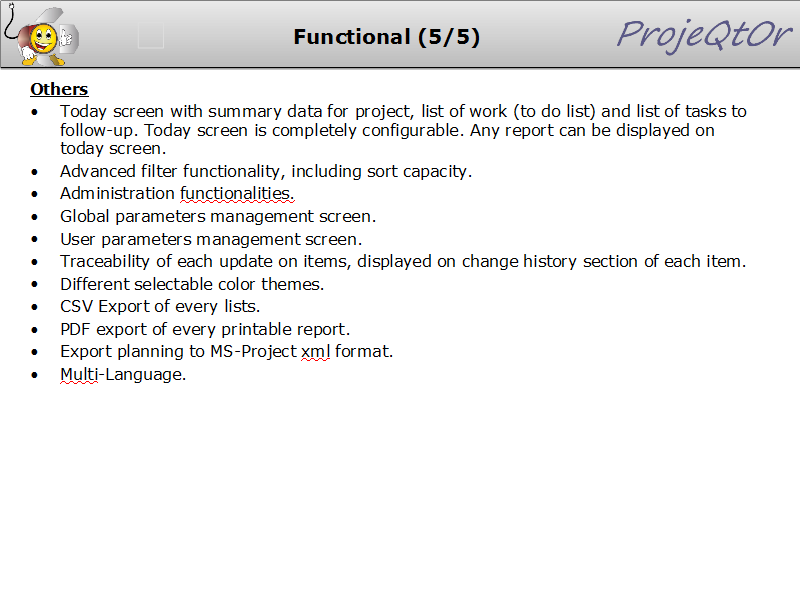 Functional (5/5)
ProjeQtOr
Others
• Today screen with summary data for project, list of work (to do list) and list of tasks to
follow-up. Today screen is completely configurable. Any report can be displayed on
today screen.
• Advanced filter functionality, including sort capacity.
• Administration functionalities.
• Global parameters management screen.
• User parameters management screen.
• Traceability of each update on items, displayed on change history section of each item.
• Different selectable color themes.
• CSV Export of every lists.
• PDF export of every printable report.
• Export planning to MS-Project xml format.
• Multi-Language.